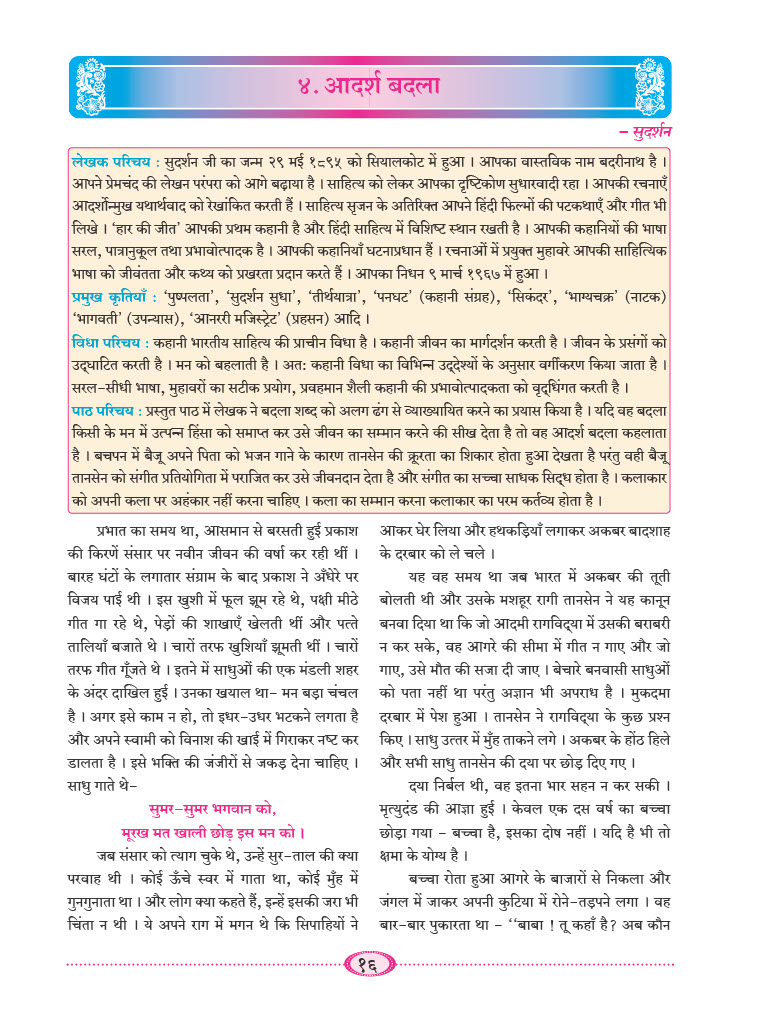 ४. आदर्श बदला
– सुदर्शन
लेखक परिचय : सुदर्शन जी का जन्म २९ मई १८९५ को सियालकोट में हुआ । आपका वास्तविक नाम बदरीनाथ है ।
आपने प्रेमचंद की लेखन परंपरा को आगे बढ़ाया है । साहित्य को लेकर आपका दृष्टिकोण सुधारवादी रहा । आपकी रचनाएँ
आदर्शोन्मुख यथार्थवाद को रेखांकित करती हैं । साहित्य सृजन के अतिरिक्त आपने हिंदी फिल्मों की पटकथाएँ और गीत भी
लिखे । ‘हार की जीत’ आपकी प्रथम कहानी है और हिंदी साहित्य में विशिष्ट स्थान रखती है । आपकी कहानियों की भाषा
सरल, पात्रानुकूल तथा प्रभावोत्पादक है । आपकी कहानियाँ घटनाप्रधान हैं । रचनाओं में प्रयुक्त मुहावरे आपकी साहित्यिक
भाषा को जीवंतता और कथ्य को प्रखरता प्रदान करते हैं । आपका निधन ९ मार्च १९६७ में हुआ ।
प्रमुख कृतियाँ : ‘पुष्पलता’, ‘सुदर्शन सुधा’, ‘तीर्थयात्रा’, ‘पनघट’ (कहानी संग्रह), ‘सिकंदर’, ‘भाग्यचक्र’ (नाटक)
‘भागवती’ (उपन्यास), ‘आनररी मजिस्ट्रेट’ (प्रहसन) आदि ।
विधा परिचय : कहानी भारतीय साहित्य की प्राचीन विधा है । कहानी जीवन का मार्गदर्शन करती है । जीवन के प्रसंगों को
उद्‌घाटित करती है । मन को बहलाती है । अत: कहानी विधा का विभिन्न उद्‌देश्यों के अनुसार वर्गीकरण किया जाता है ।
सरल-सीधी भाषा, मुहावरों का सटीक प्रयोग, प्रवहमान शैली कहानी की प्रभावोत्पादकता को वृद्‌धिंगत करती है ।
पाठ परिचय : प्रस्तुत पाठ में लेखक ने बदला शब्द को अलग ढंग से व्याख्यायित करने का प्रयास किया है । यदि वह बदला
किसी के मन में उत्पन्न हिंसा को समाप्त कर उसे जीवन का सम्मान करने की सीख देता है तो वह आदर्श बदला कहलाता
है । बचपन में बैजू अपने पिता को भजन गाने के कारण तानसेन की क्रूरता का शिकार होता हुआ देखता है परंतु वही बैजू
तानसेन को संगीत प्रतियोगिता में पराजित कर उसे जीवनदान देता है और संगीत का सच्चा साधक सिद्‌ध होता है । कलाकार
को अपनी कला पर अहंकार नहीं करना चाहिए । कला का सम्मान करना कलाकार का परम कर्तव्य होता है ।
प्रभात का समय था, आसमान से बरसती हुई प्रकाश
की किरणें संसार पर नवीन जीवन की वर्षा कर रही थीं ।
बारह घंटों के लगातार संग्राम के बाद प्रकाश ने अँधेरे पर
विजय पाई थी । इस खुशी में फूल झूम रहे थे, पक्षी मीठे
गीत गा रहे थे, पेड़ों की शाखाएँ खेलती थीं और पत्ते
तालियाँ बजाते थे । चारों तरफ खुशियाँ झूमती थीं । चारों
तरफ गीत गूँजते थे । इतने में साधुओं की एक मंडली शहर
के अंदर दाखिल हुई । उनका खयाल था- मन बड़ा चंचल
है । अगर इसे काम न हो, तो इधर-उधर भटकने लगता है
और अपने स्वामी को विनाश की खाई में गिराकर नष्ट कर
डालता है । इसे भक्ति की जंजीरों से जकड़ देना चाहिए ।
साधु गाते थे-
सुमर-सुमर भगवान को,
मूरख मत खाली छोड़ इस मन को ।
जब संसार को त्याग चुके थे, उन्हें सुर-ताल की क्या
परवाह थी । कोई ऊँचे स्वर में गाता था, कोई मुँह में
गुनगुनाता था । और लोग क्या कहते हैं, इन्हें इसकी जरा भी
चिंता न थी । ये अपने राग में मगन थे कि सिपाहियों ने
आकर घेर लिया और हथकड़ियाँ लगाकर अकबर बादशाह
के दरबार को ले चले ।
यह वह समय था जब भारत में अकबर की तूती
बोलती थी और उसके मशहूर रागी तानसेन ने यह कानून
बनवा दिया था कि जो आदमी रागविद्‌या में उसकी बराबरी
न कर सके, वह आगरे की सीमा में गीत न गाए और जो
गाए, उसे मौत की सजा दी जाए । बेचारे बनवासी साधुओं
को पता नहीं था परंतु अज्ञान भी अपराध है । मुकदमा
दरबार में पेश हुआ । तानसेन ने रागविद्‌या के कुछ प्रश्न
किए । साधु उत्तर में मुँह ताकने लगे । अकबर के होंठ हिले
और सभी साधु तानसेन की दया पर छोड़ दिए गए ।
दया निर्बल थी, वह इतना भार सहन न कर सकी ।
मृत्युदंड की आज्ञा हुई । केवल एक दस वर्ष का बच्चा
छोड़ा गया - बच्चा है, इसका दोष नहीं । यदि है भी तो
क्षमा के योग्य है ।
बच्चा रोता हुआ आगरे के बाजारों से निकला और
जंगल में जाकर अपनी कुटिया में रोने-तड़पने लगा । वह
बार-बार पुकारता था - ‘‘बाबा ! तू कहाँ है? अब कौन
१६